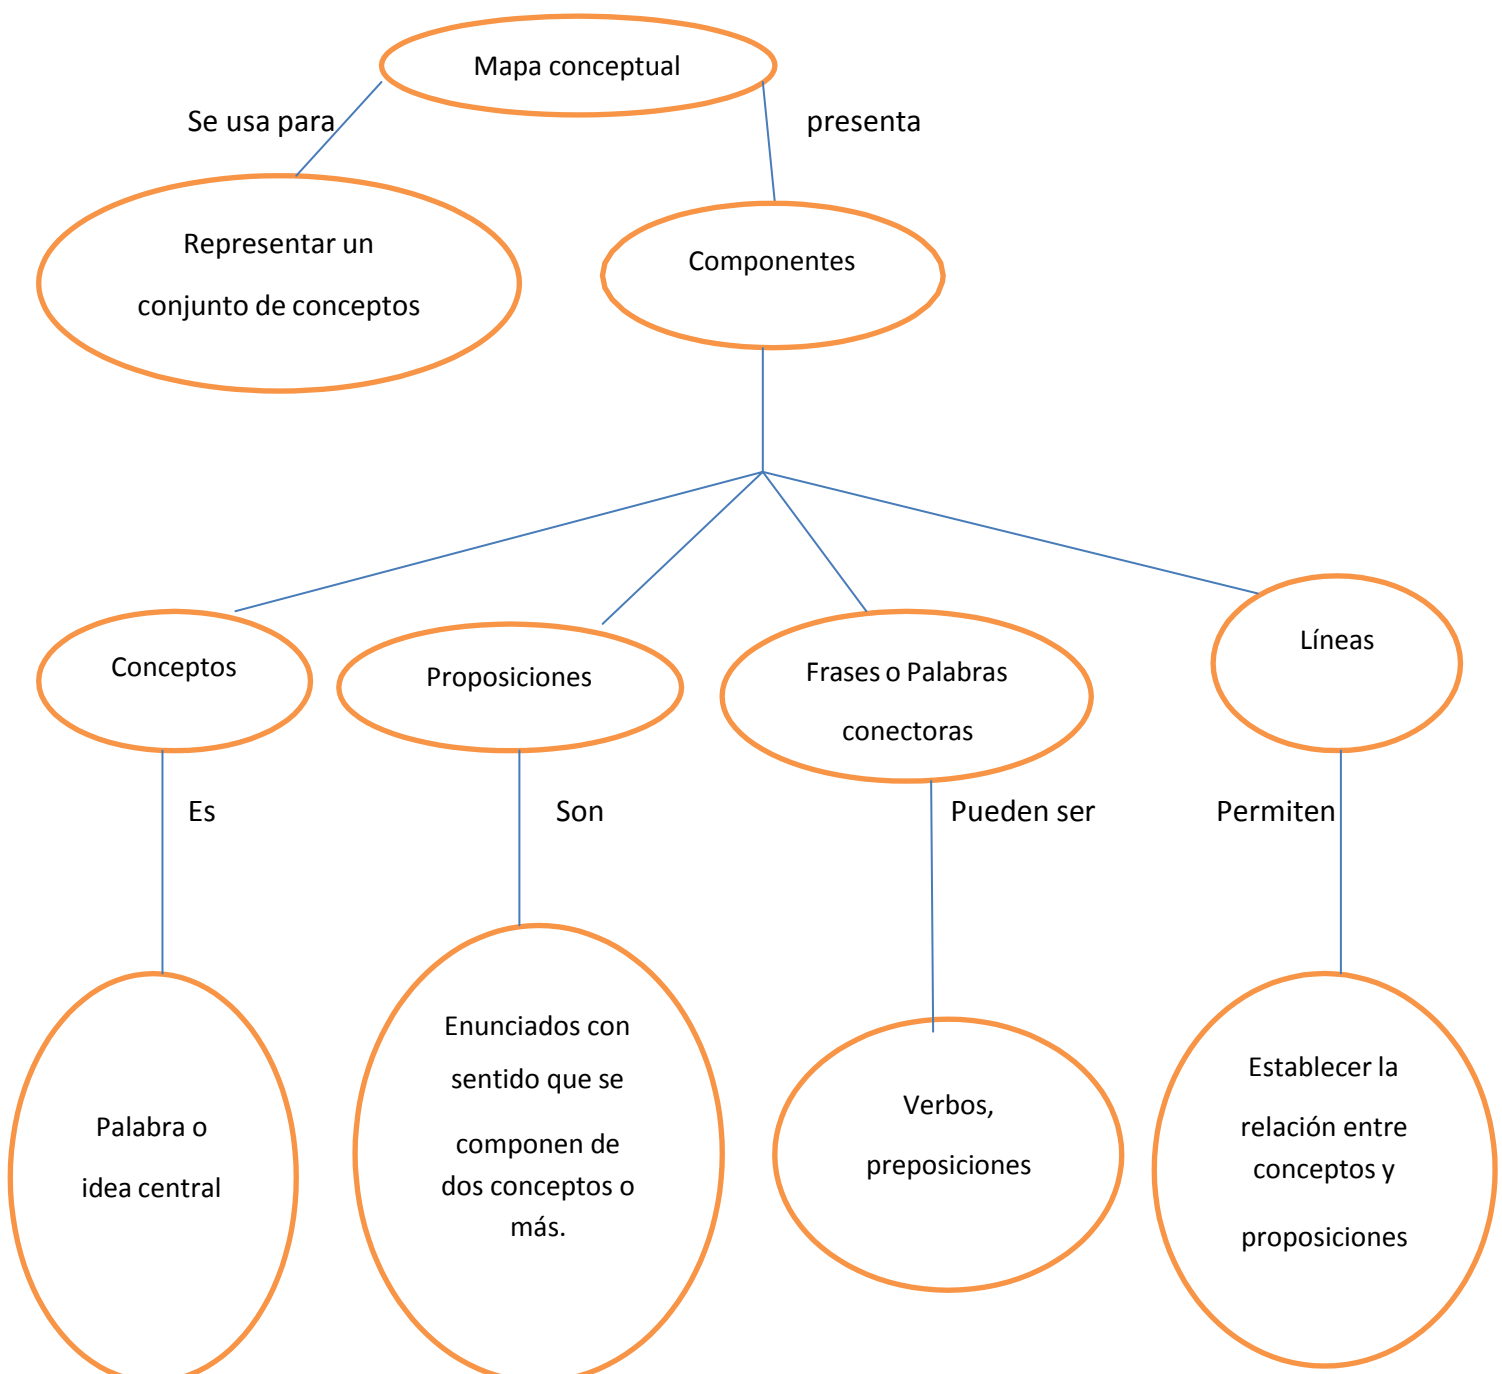 Mapa conceptual
Se usa para
presenta
Representar un
conjunto de conceptos
Componentes
Conceptos
Proposiciones
Frases o Palabras
conectoras
Líneas
Es
Son
Pueden ser
Permiten
Palabra o
idea central
Enunciados con
sentido que se
componen de
dos conceptos o
más.
Verbos,
preposiciones
Establecer la
relación entre
conceptos y
proposiciones